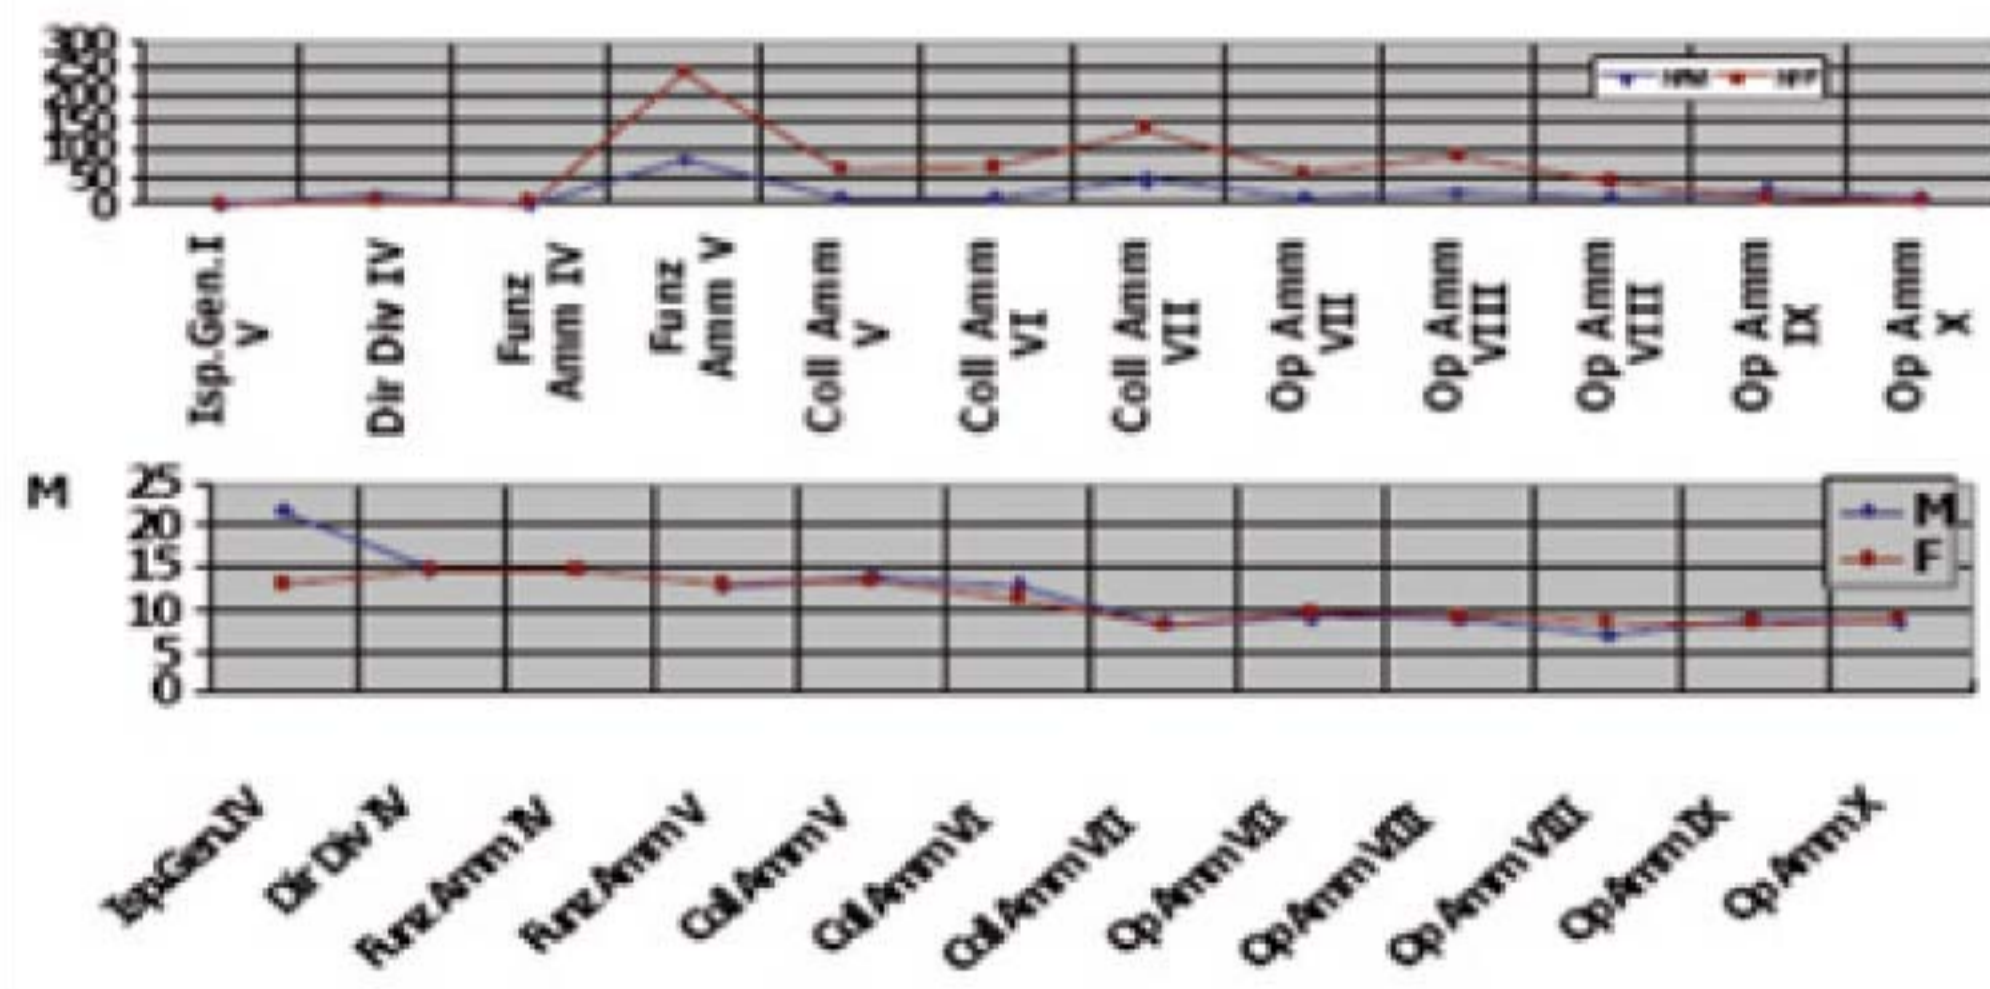 300
250
200
150
100
50
0
Isp.Gen.I
V
Dir Div IV
Funz
Amm IV
Funz
Amm V
Coll Amm
V
Coll Amm
VI
Coll Amm
VII
Op Amm
VII
Op Amm
VIII
Op Amm
VIII
Op Amm
IX
Op Amm
X
M
25
20
15
10
5
0
M
F
Isp.Gen.IV
Dir Div IV
Funz Amm IV
Funz Amm V
Coll Amm V
Coll Amm VI
Coll Amm VII
Op Amm VII
Op Amm VIII
Op Amm VIII
Op Amm IX
Op Amm X